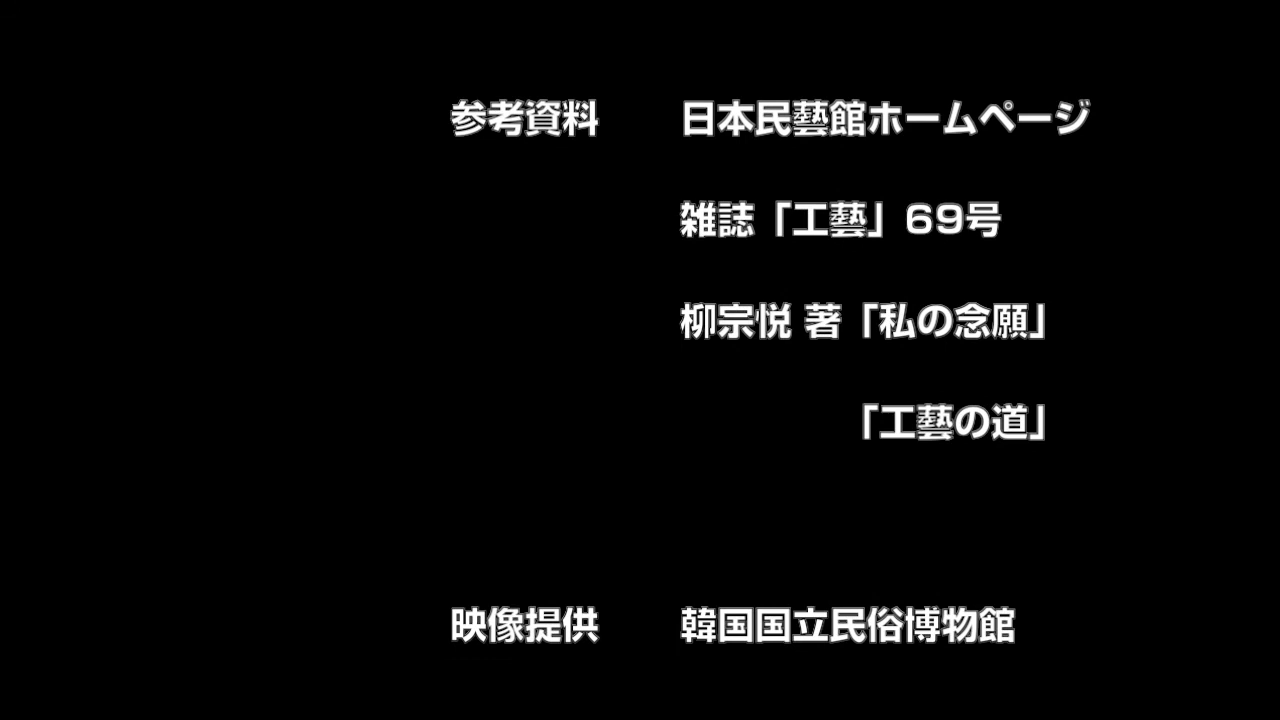 参考資料 日本民藝館ホームページ
雑誌「工藝」69号
柳宗悦 著「私の念願」
「工藝の道」
映像提供 韓国国立民俗博物館